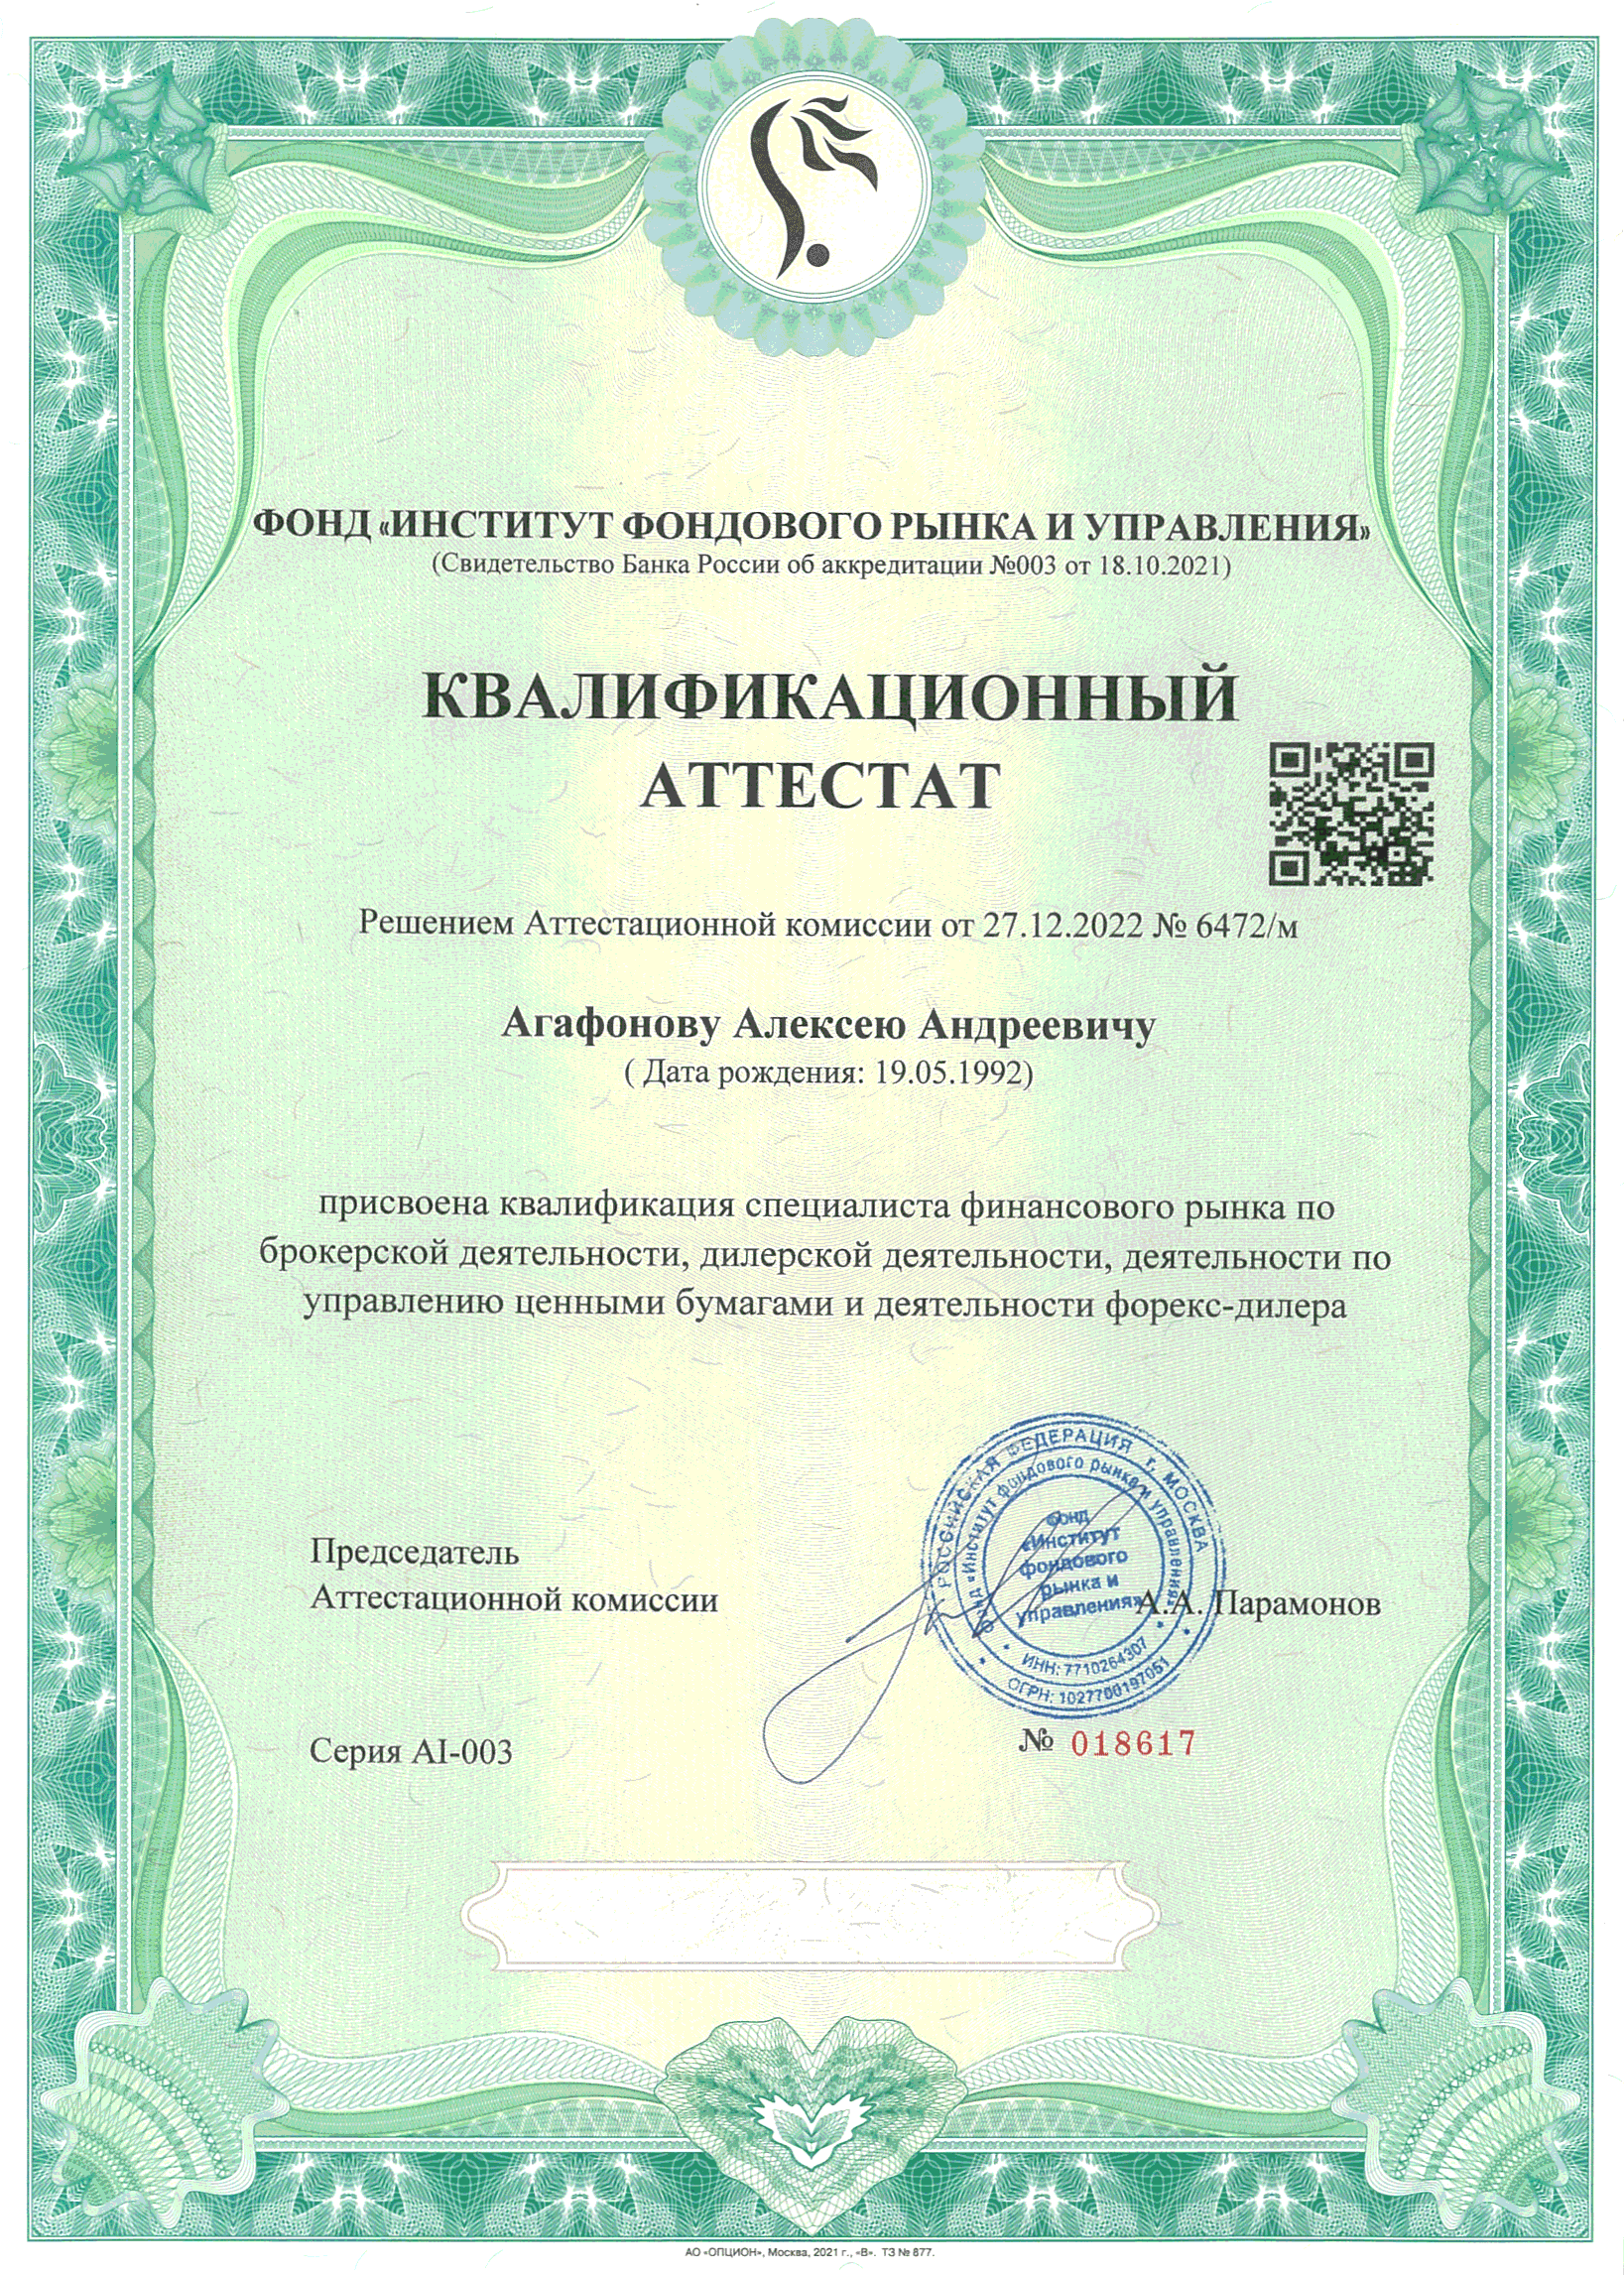 ФОНД «ИНСТИТУТ ФОНДОВОГО РЫНКА И УПРАВЛЕНИЯ»
(Свидетельство Банка России об аккредитации №003 от 18.10.2021)
КВАЛИФИКАЦИОННЫЙ
АТТЕСТАТ
Решением Аттестационной комиссии от 27.12.2022 № 6472/м
Агафонову Алексею Андреевичу
( Дата рождения: 19.05.1992)
присвоена квалификация специалиста финансового рынка по
брокерской деятельности, дилерской деятельности, деятельности по
управлению ценными бумагами и деятельности форекс-дилера
РОССИЙСКАЯ ФЕДЕРАЦИЯ г. МОСКВА
Фонд «Институт фондового рынка и управления»
Фонд
«Институт
фондового
рынка и
управления»
ИНН: 7710264307
ОГРН: 1027700197051
Председатель
Аттестационной комиссии
А.А. Парамонов
Серия AI-003
№ 018617
АО «ОПЦИОН», Москва, 2021 г., «В». ТЗ № 877.